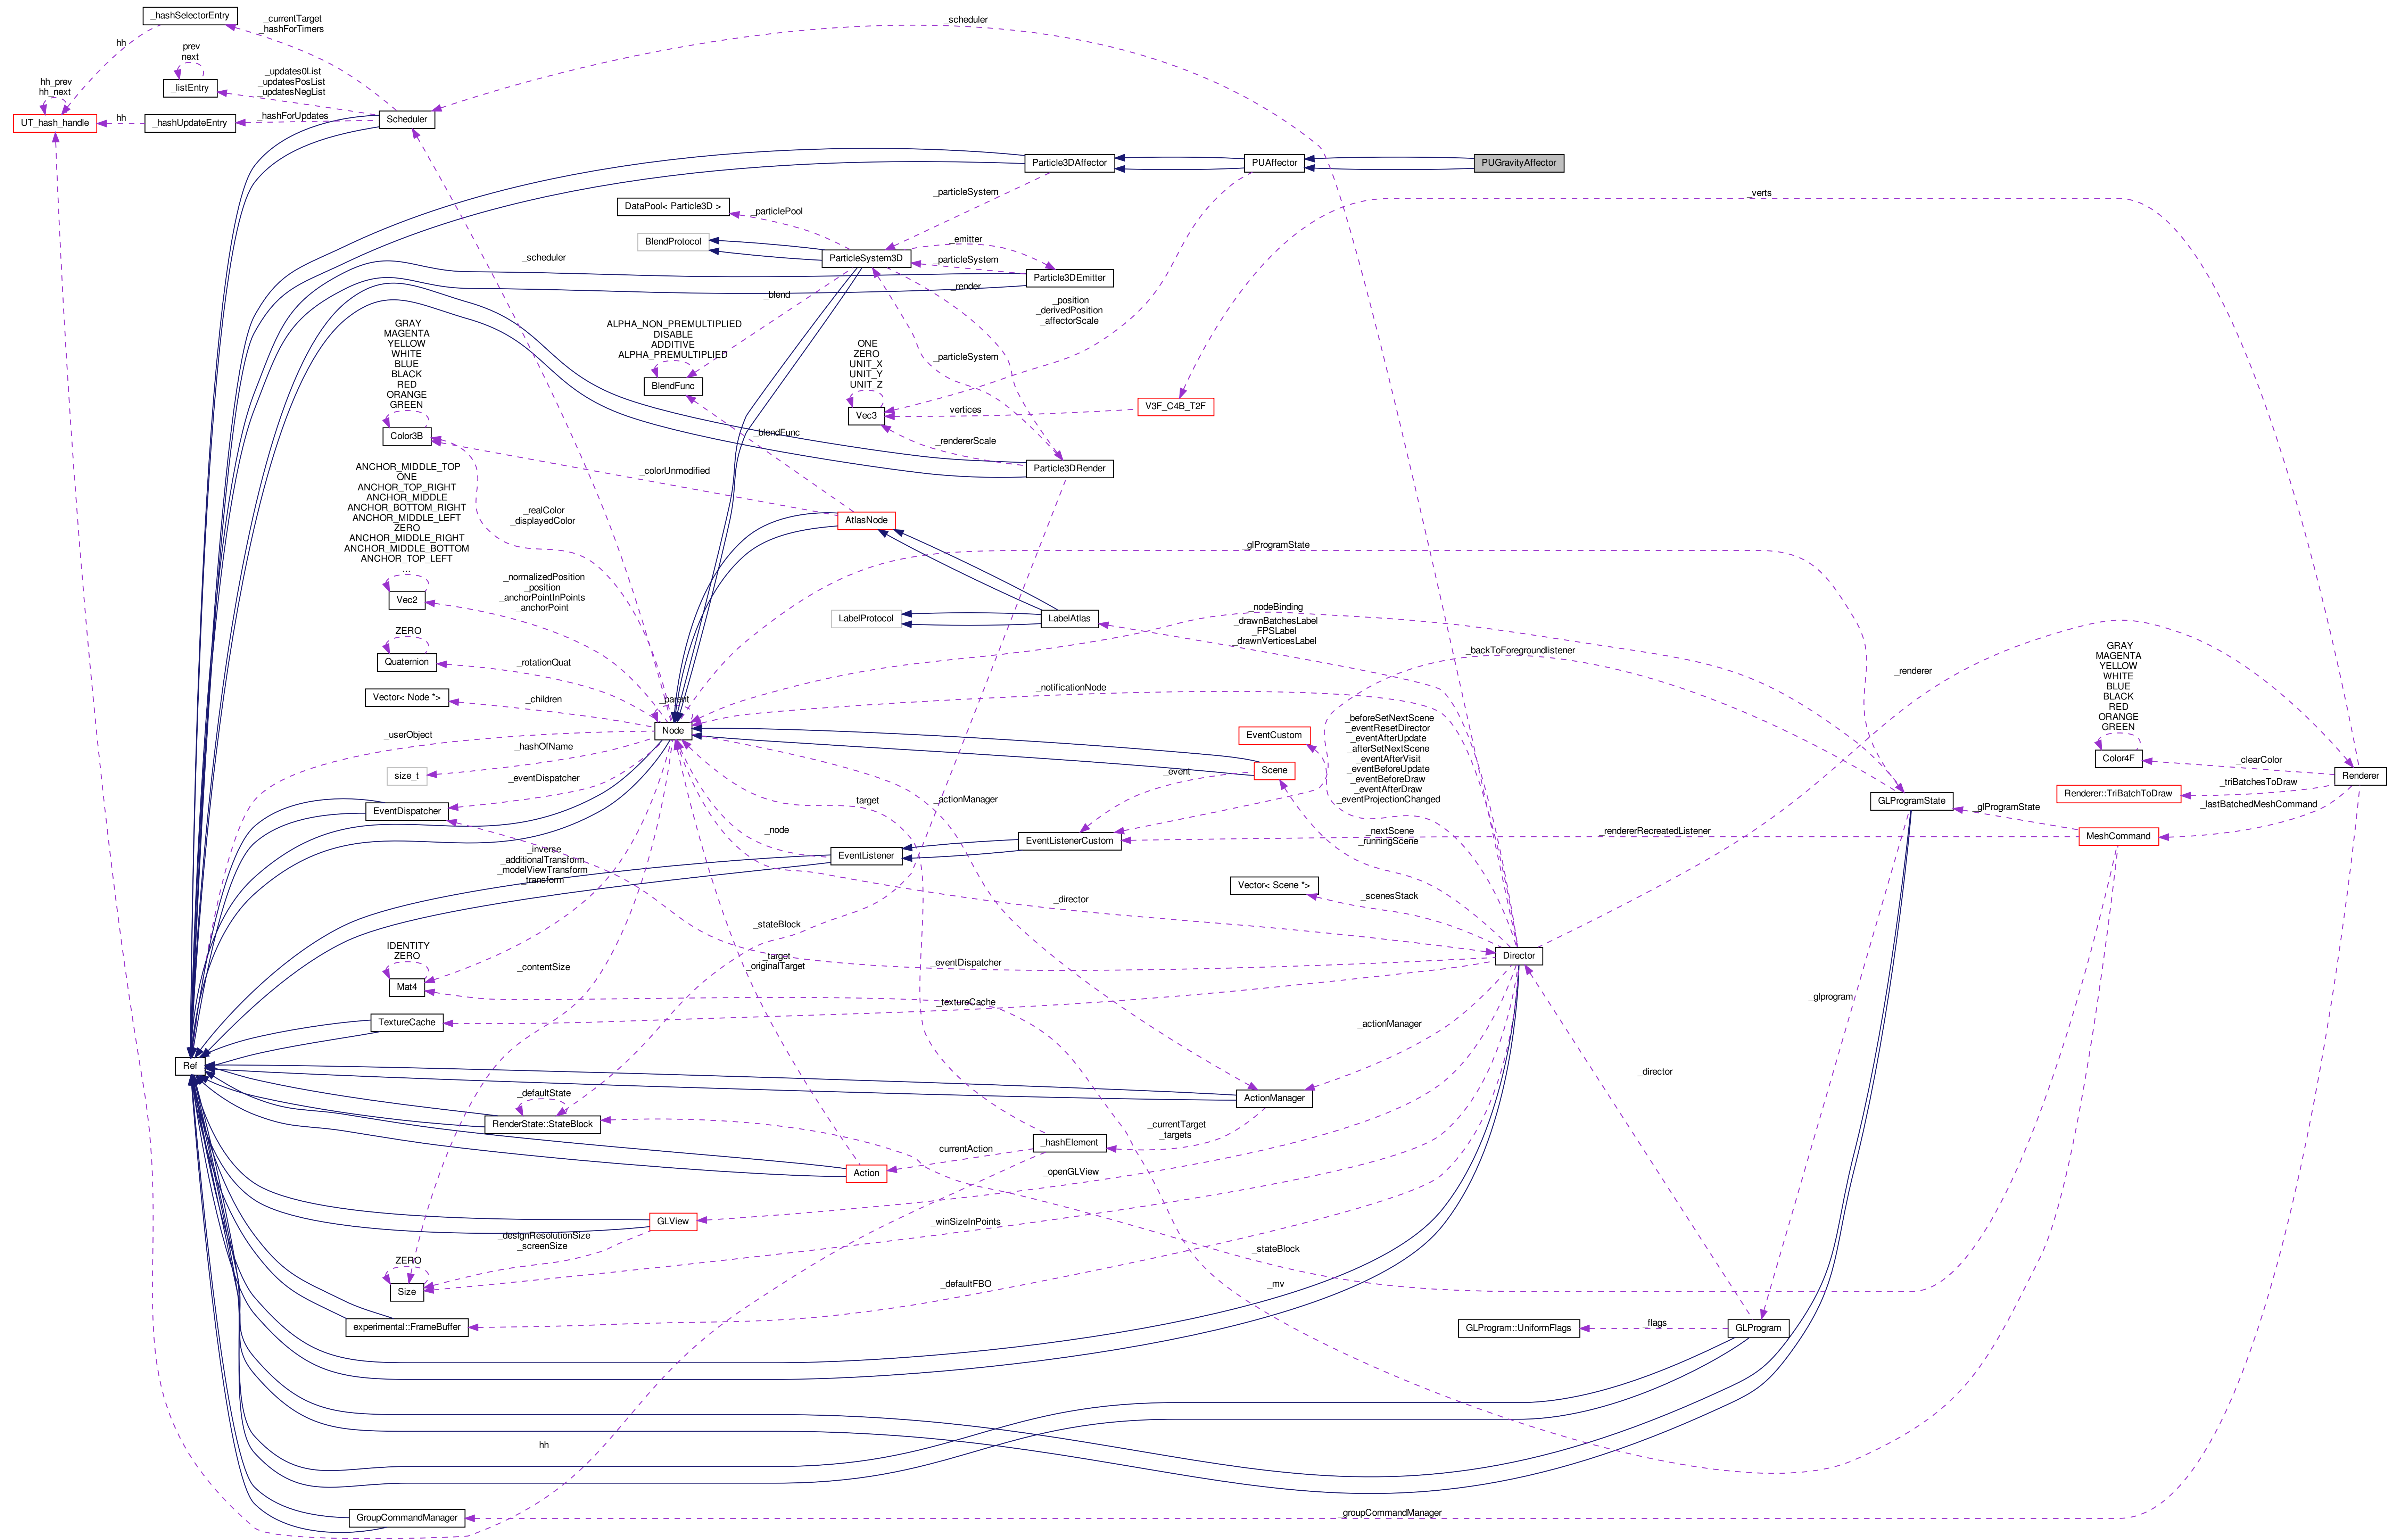 _hashSelectorEntry
_currentTarget
_hashForTimers
_scheduler
hh
prev
next
_listEntry
_updates0List
_updatesPosList
_updatesNegList
hh_prev
hh_next
UT_hash_handle
hh
_hashUpdateEntry
_hashForUpdates
Scheduler
Particle3DAffector
PUAffector
PUGravityAffector
_particleSystem
_verts
DataPool< Particle3D >
_particlePool
BlendProtocol
_emitter
ParticleSystem3D
_particleSystem
_scheduler
Particle3DEmitter
_render
_blend
_position
_derivedPosition
_affectorScale
GRAY
MAGENTA
YELLOW
WHITE
BLUE
BLACK
RED
ORANGE
GREEN
ALPHA_NON_PREMULTIPLIED
DISABLE
ADDITIVE
ALPHA_PREMULTIPLIED
BlendFunc
ONE
ZERO
UNIT_X
UNIT_Y
UNIT_Z
_particleSystem
Vec3
vertices
V3F_C4B_T2F
Color3B
_blendFunc
_rendererScale
_colorUnmodified
Particle3DRender
ANCHOR_MIDDLE_TOP
ONE
ANCHOR_TOP_RIGHT
ANCHOR_MIDDLE
ANCHOR_BOTTOM_RIGHT
ANCHOR_MIDDLE_LEFT
ZERO
ANCHOR_MIDDLE_RIGHT
ANCHOR_MIDDLE_BOTTOM
ANCHOR_TOP_LEFT
...
_realColor
_displayedColor
AtlasNode
_glProgramState
Vec2
_normalizedPosition
_position
_anchorPointInPoints
_anchorPoint
LabelProtocol
LabelAtlas
_nodeBinding
_drawnBatchesLabel
_FPSLabel
_drawnVerticesLabel
ZERO
Quaternion
_rotationQuat
_backToForegroundlistener
_renderer
GRAY
MAGENTA
YELLOW
WHITE
BLUE
BLACK
RED
ORANGE
GREEN
Vector< Node *>
_children
_parent
_notificationNode
Node
_userObject
_hashOfName
EventCustom
_beforeSetNextScene
_eventResetDirector
_eventAfterUpdate
_afterSetNextScene
_eventAfterVisit
_eventBeforeUpdate
_eventBeforeDraw
_eventAfterDraw
_eventProjectionChanged
Color4F
_clearColor
size_t
_eventDispatcher
_event
Scene
Renderer
_triBatchesToDraw
Renderer::TriBatchToDraw
EventDispatcher
target
_actionManager
GLProgramState
_glProgramState
_lastBatchedMeshCommand
_node
EventListenerCustom
_nextScene
_runningScene
_rendererRecreatedListener
MeshCommand
_inverse
_additionalTransform
_modelViewTransform
_transform
EventListener
Vector< Scene *>
_scenesStack
_director
_stateBlock
IDENTITY
ZERO
Mat4
_contentSize
_target
_originalTarget
_eventDispatcher
Director
_glprogram
_textureCache
TextureCache
_actionManager
Ref
_director
_defaultState
RenderState::StateBlock
ActionManager
_currentTarget
_targets
_hashElement
currentAction
Action
_openGLView
GLView
_winSizeInPoints
_designResolutionSize
_screenSize
_stateBlock
ZERO
Size
_defaultFBO
_mv
experimental::FrameBuffer
GLProgram::UniformFlags
_flags
GLProgram
hh
GroupCommandManager
_groupCommandManager